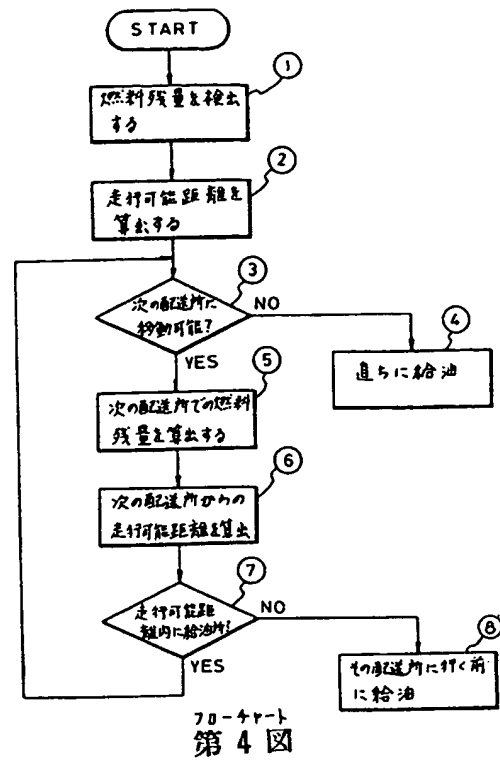 START
①
燃料残量を検出
する
②
走行可能距離を
算出する
③
次の配送所に
移動可能?
NO
YES
④
直ちに給油
⑤
次の配送所での燃料
残量を算出する
⑥
次の配送所からの
走行可能距離を算出
⑦
走行可能距
離内に給油所?
NO
YES
⑧
その配送所に行く前
に給油
フローチャート
第4図